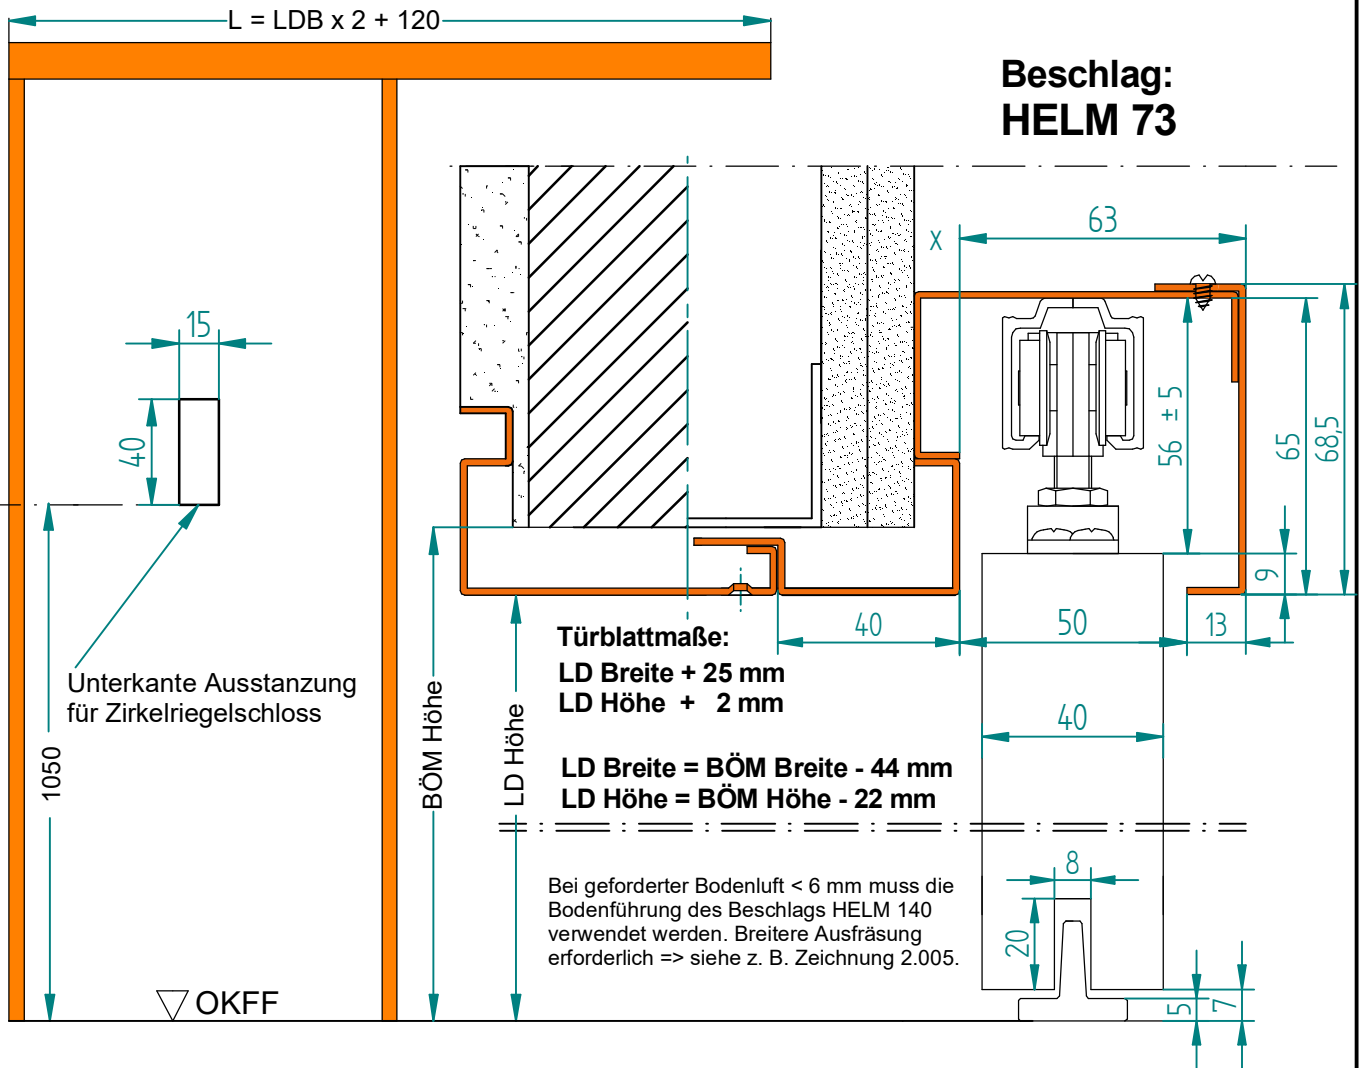 L = LDB x 2 + 120
Beschlag:
HELM 73
63
X
15
40
56 ± 5
65
68,5
9
40
50
13
Türblattmaße:
LD Breite + 25 mm
LD Höhe + 2 mm
Unterkante Ausstanzung
für Zirkelriegelschloss
40
1050
BÖM Höhe
LD Höhe
LD Breite = BÖM Breite - 44 mm
LD Höhe = BÖM Höhe - 22 mm
8
Bei geforderter Bodenluft < 6 mm muss die
Bodenführung des Beschlags HELM 140
verwendet werden. Breitere Ausfräsung
erforderlich => siehe z. B. Zeichnung 2.005.
20
OKFF
5
7